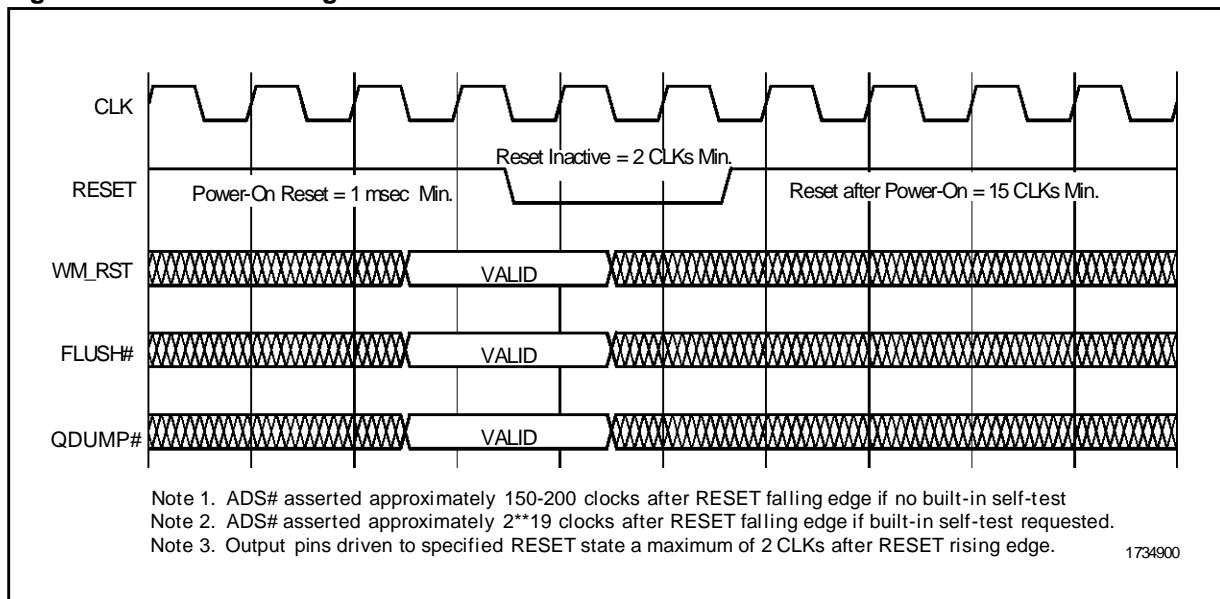 CLK
Reset Inactive = 2 CLKs Min.
RESET
Power-On Reset = 1 msec Min.
Reset after Power-On = 15 CLKs Min.
WM_RST
VALID
FLUSH#
VALID
QDUMP#
VALID
Note 1. ADS# asserted approximately 150-200 clocks after RESET falling edge if no built-in self-test
Note 2. ADS# asserted approximately 2**19 clocks after RESET falling edge if built-in self-test requested.
Note 3. Output pins driven to specified RESET state a maximum of 2 CLKs after RESET rising edge.
1734900